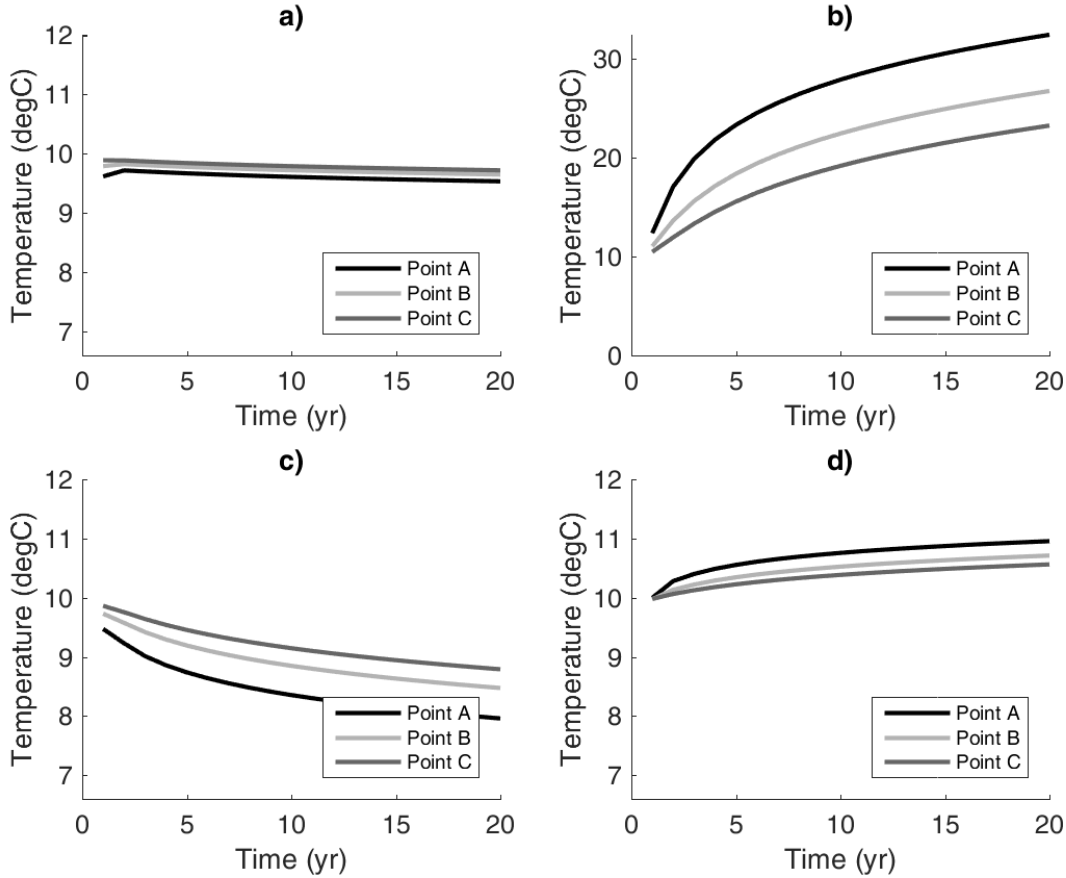 a)
12
11
10
9
8
7
Temperature (degC)
0
5
10
15
20
Time (yr)
Point A
Point B
Point C
b)
30
20
10
0
Temperature (degC)
0
5
10
15
20
Time (yr)
Point A
Point B
Point C
c)
12
11
10
9
8
7
Temperature (degC)
0
5
10
15
20
Time (yr)
Point A
Point B
Point C
d)
12
11
10
9
8
7
Temperature (degC)
0
5
10
15
20
Time (yr)
Point A
Point B
Point C